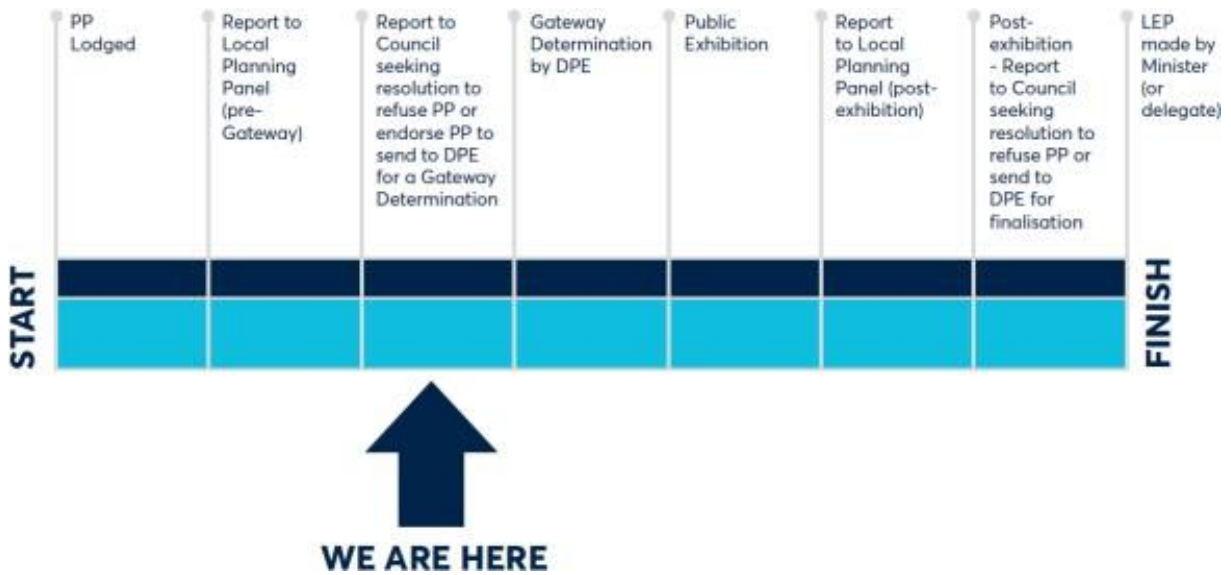 PP
Lodged
Report to
Local
Planning
Panel
(pre-
Gateway)
Report to
Council
seeking
resolution to
refuse PP or
endorse PP to
send to DPE
for a Gateway
Determination
Gateway
Determination
by DPE
Public
Exhibition
Report
to Local
Planning
Panel (post-
exhibition)
Post-
exhibition
- Report
to Council
seeking
resolution to
refuse PP or
send to
DPE for
finalisation
LEP
made by
Minister
(or
delegate)
START
FINISH
WE ARE HERE